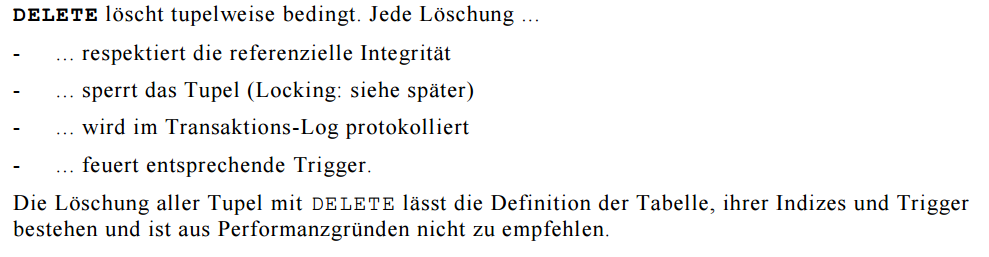 DELETE löscht tupelweise bedingt. Jede Löschung ...
- ... respektiert die referenzielle Integrität
- ... sperrt das Tupel (Locking: siehe später)
- ... wird im Transaktions-Log protokolliert
- ... feuert entsprechende Trigger.
Die Löschung aller Tupel mit DELETE lässt die Definition der Tabelle, ihrer Indizes und Trigger
bestehen und ist aus Performanzgründen nicht zu empfehlen.